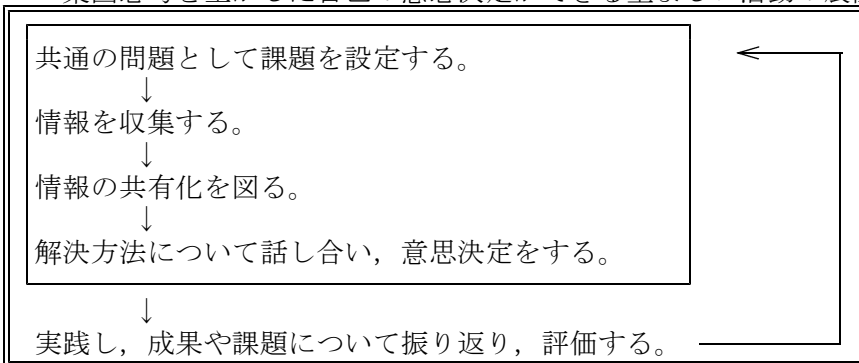 共通の問題として課題を設定する。
↓
情報を収集する。
↓
情報の共有化を図る。
↓
解決方法について話し合い，意思決定をする。
↓
実践し，成果や課題について振り返り，評価する。